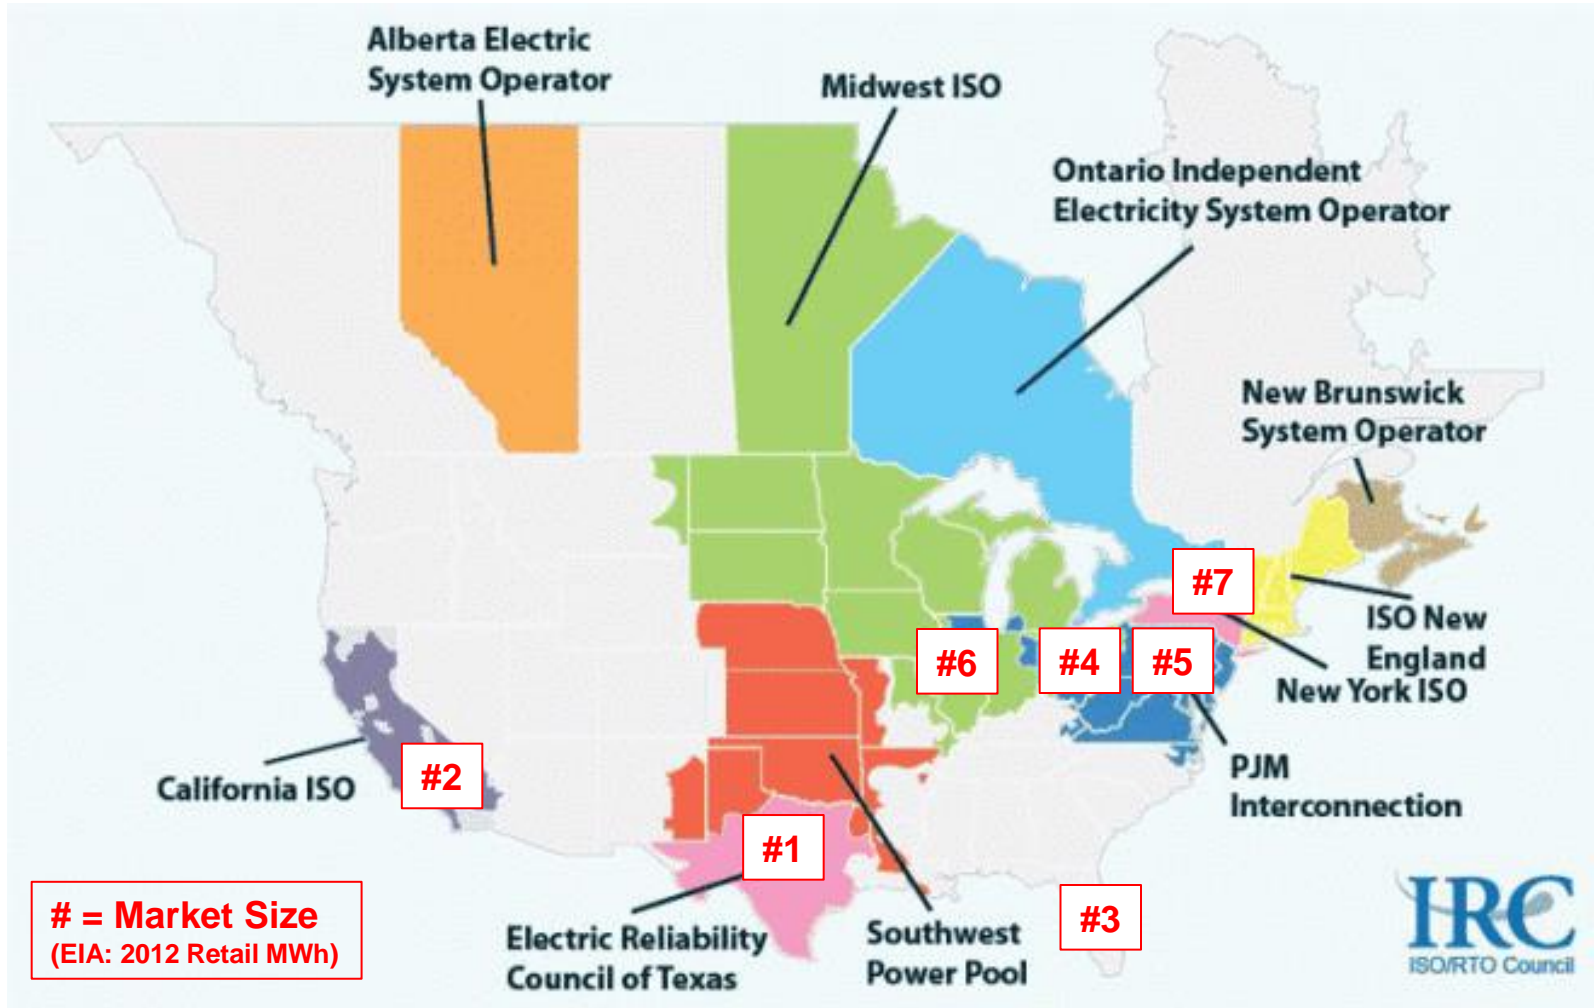 Alberta Electric
System Operator
Midwest ISO
Ontario Independent
Electricity System Operator
New Brunswick
System Operator
#7
ISO New
England
#6
#4
#5
New York ISO
California ISO
#2
PJM
Interconnection
#1
# = Market Size
(EIA: 2012 Retail MWh)
Electric Reliability
Council of Texas
Southwest
Power Pool
#3
IRC
ISO/RTO Council